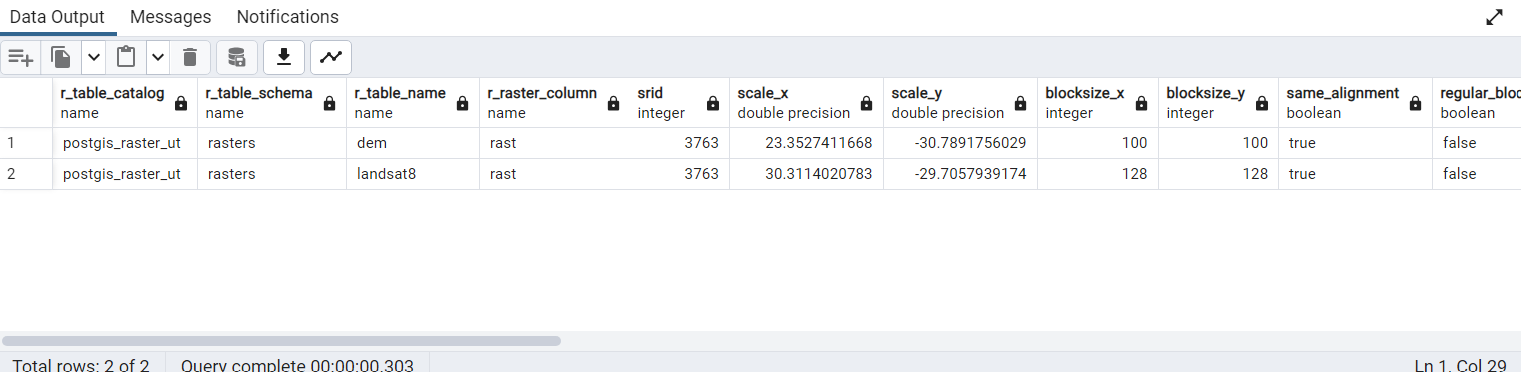 Data Output Messages Notifications
r_table_catalog r_table_schema r_table_name r_raster_column srid scale_x scale_y blocksize_x blocksize_y same_alignment regular_bloc
name name name name integer double precision double precision integer integer boolean boolean
1 postgis_raster_ut rasters dem rast 3763 23.3527411668 -30.7891756029 100 100 true false
2 postgis_raster_ut rasters landsat8 rast 3763 30.3114020783 -29.7057939174 128 128 true false
Total rows: 2 of 2 Query complete 00:00:00.303 Ln 1, Col 29